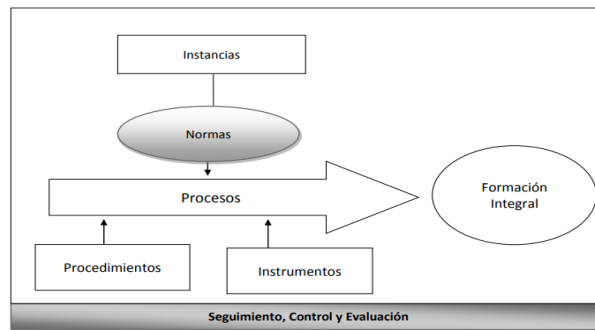 Instancias
Normas
Procesos
Formación
Integral
Procedimientos
Instrumentos
Seguimiento, Control y Evaluación